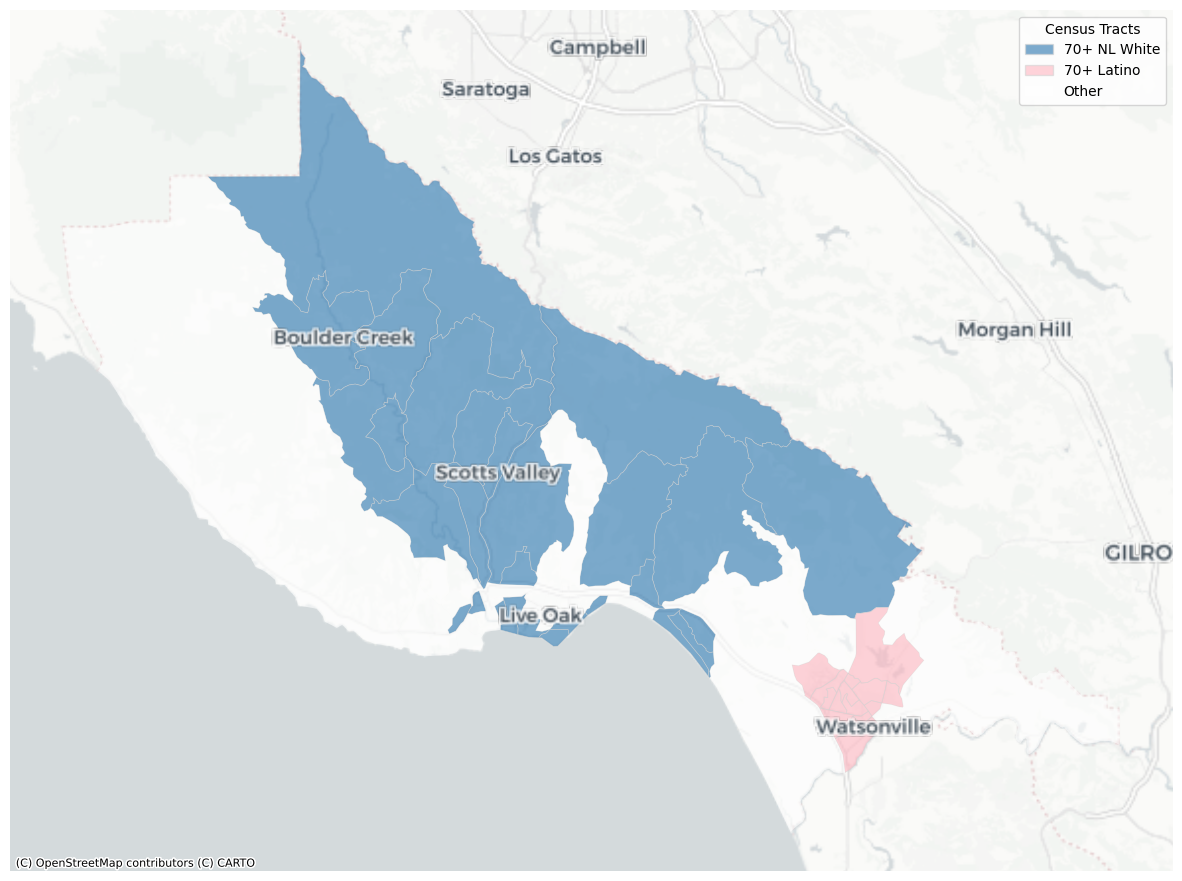 Census Tracts
70+ NL White
70+ Latino
Other
Campbell
Saratoga
Los Gatos
Morgan Hill
Boulder Creek
Scotts Valley
GILRO
Live Oak
Watsonville
(C) OpenStreetMap contributors (C) CARTO